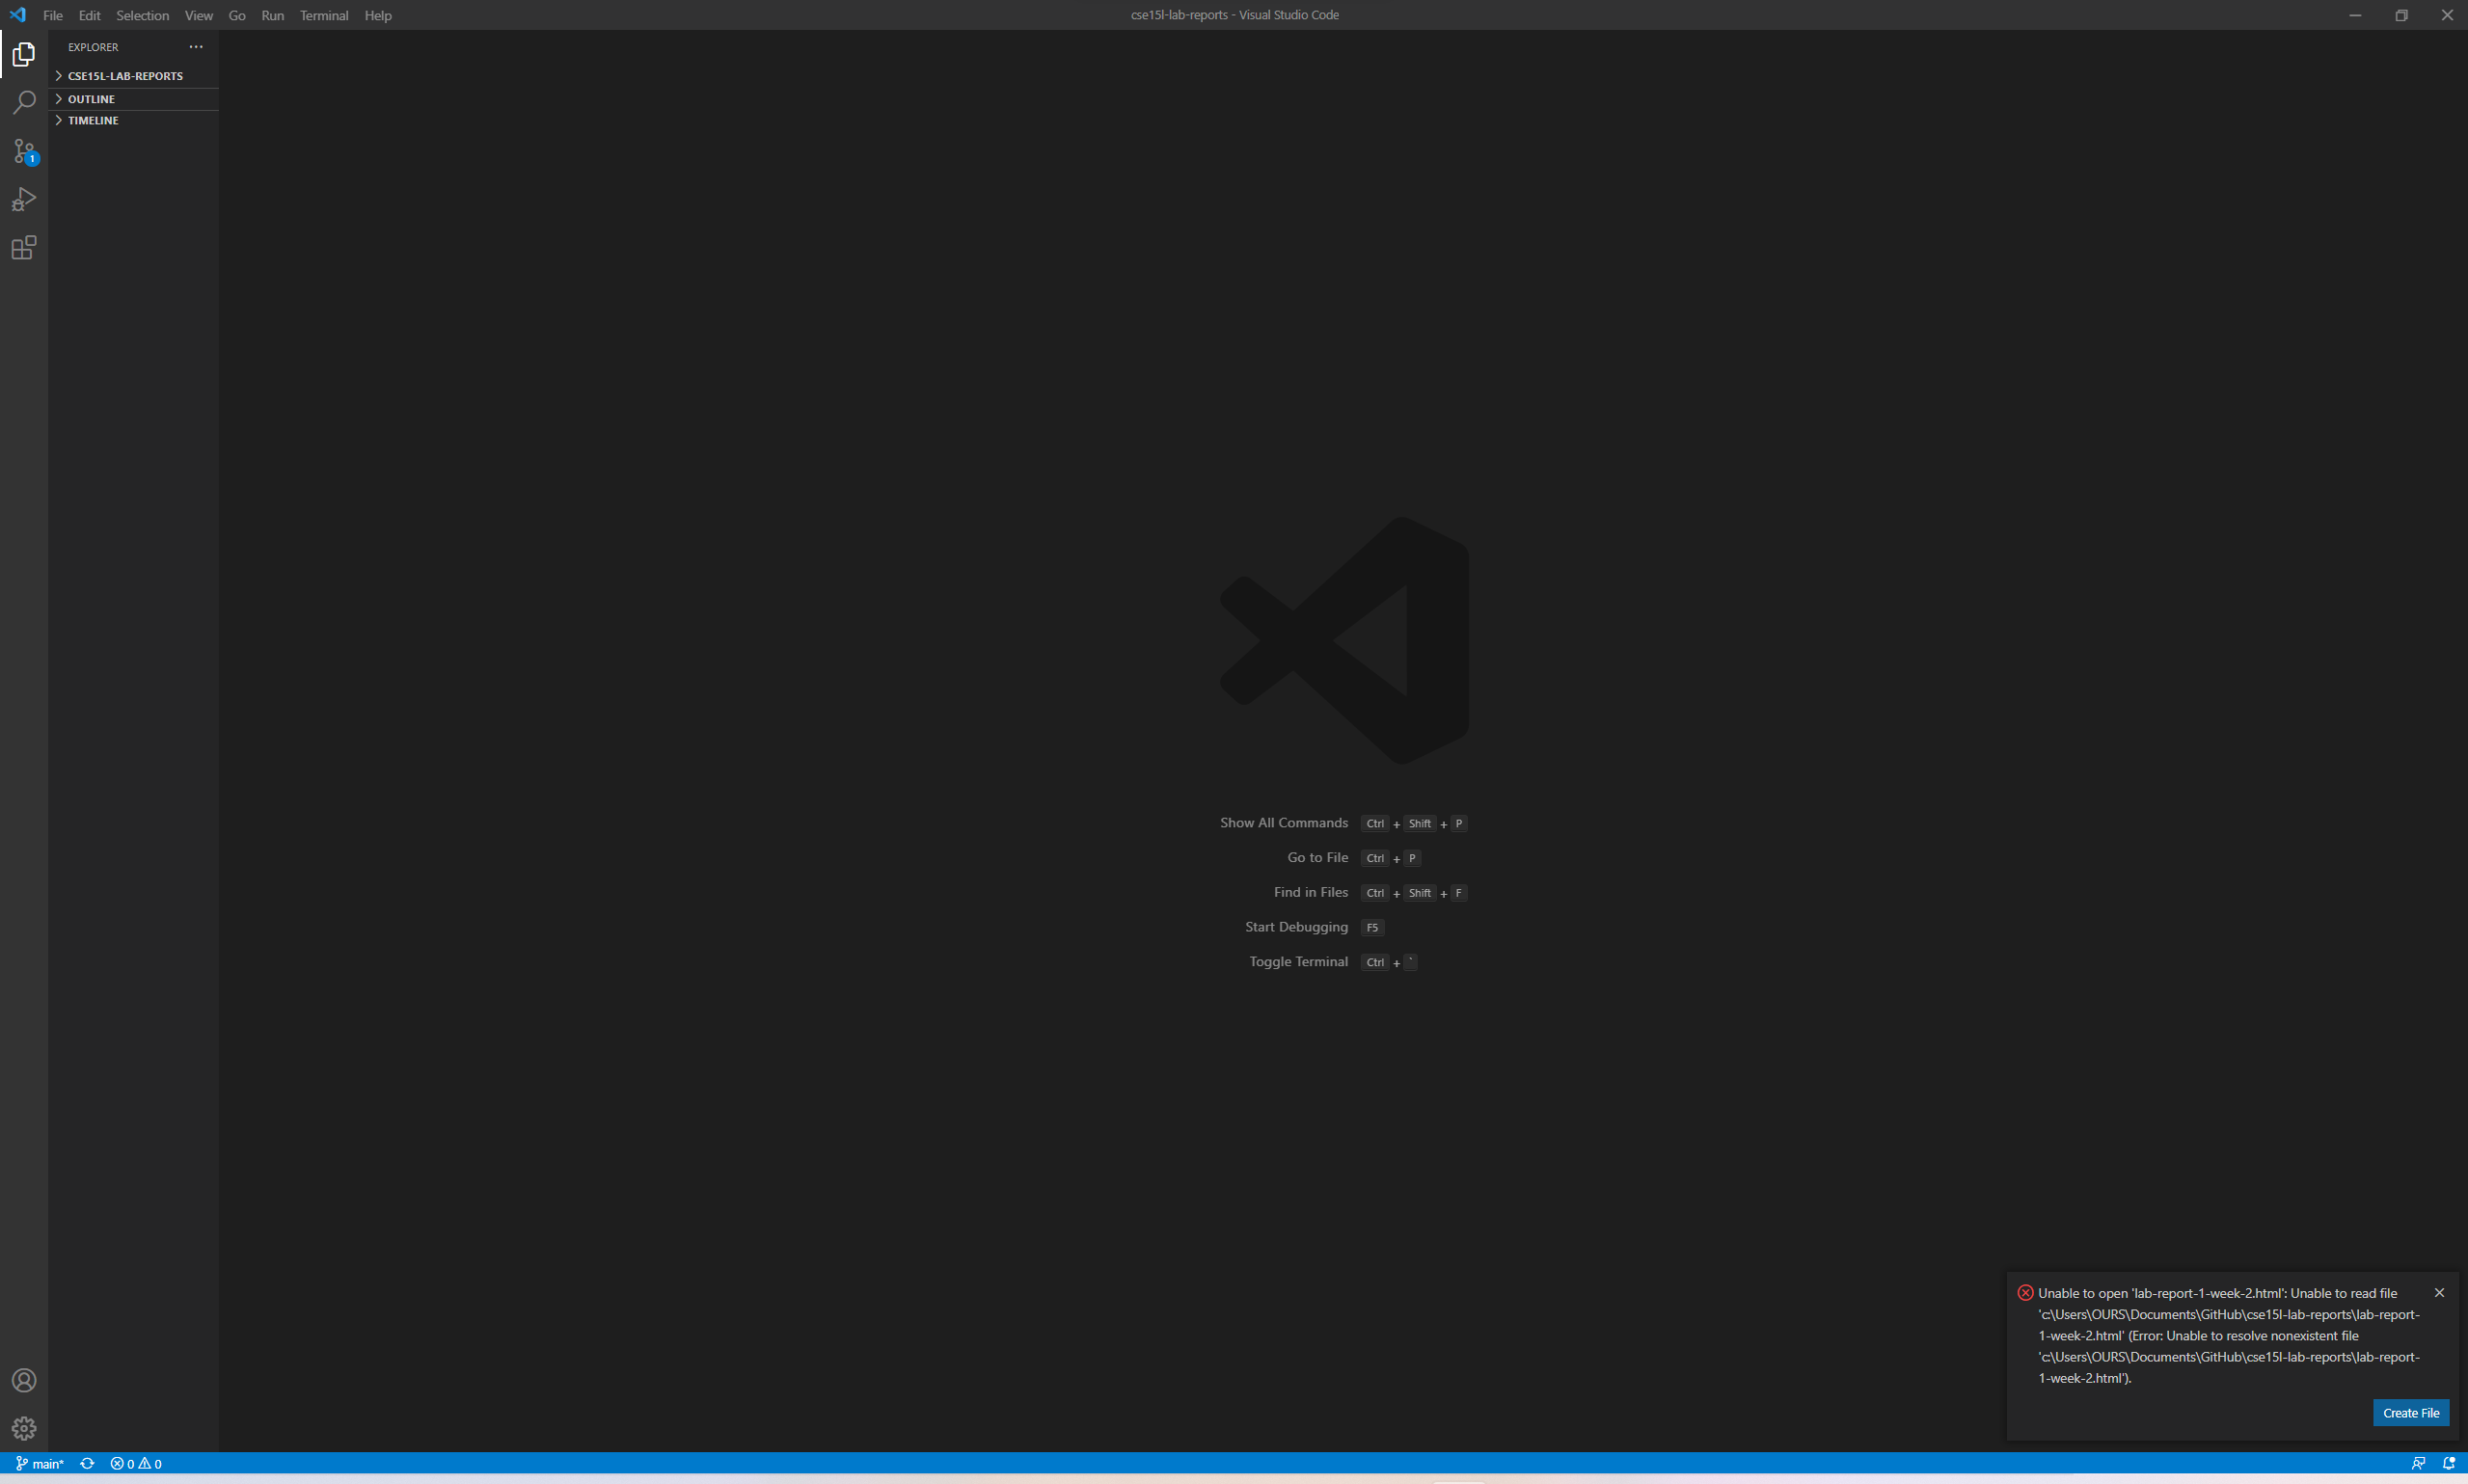 File Edit Selection View Go Run Terminal Help
cse15l-lab-reports - Visual Studio Code
EXPLORER
CSE15L-LAB-REPORTS
OUTLINE
TIMELINE
1
Show All Commands Ctrl + Shift + P
Go to File Ctrl + P
Find in Files Ctrl + Shift + F
Start Debugging F5
Toggle Terminal Ctrl + `
Unable to open 'lab-report-1-week-2.html': Unable to read file
'c:\Users\OURS\Documents\GitHub\cse15l-lab-reports\lab-report-
1-week-2.html' (Error: Unable to resolve nonexistent file
'c:\Users\OURS\Documents\GitHub\cse15l-lab-reports\lab-report-
1-week-2.html').
Create File
main* 0 0